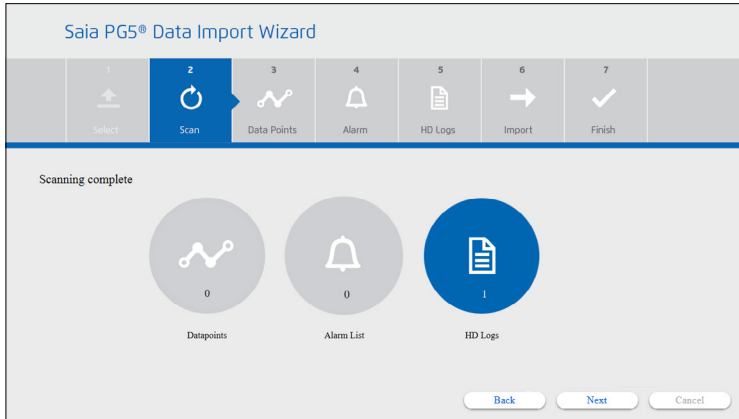 Saia PG5® Data Import Wizard
1 2 3 4 5 6 7
Select Scan Data Points Alarm HD Logs Import Finish
Scanning complete
0 0 1
Datapoints Alarm List HD Logs
Back Next Cancel